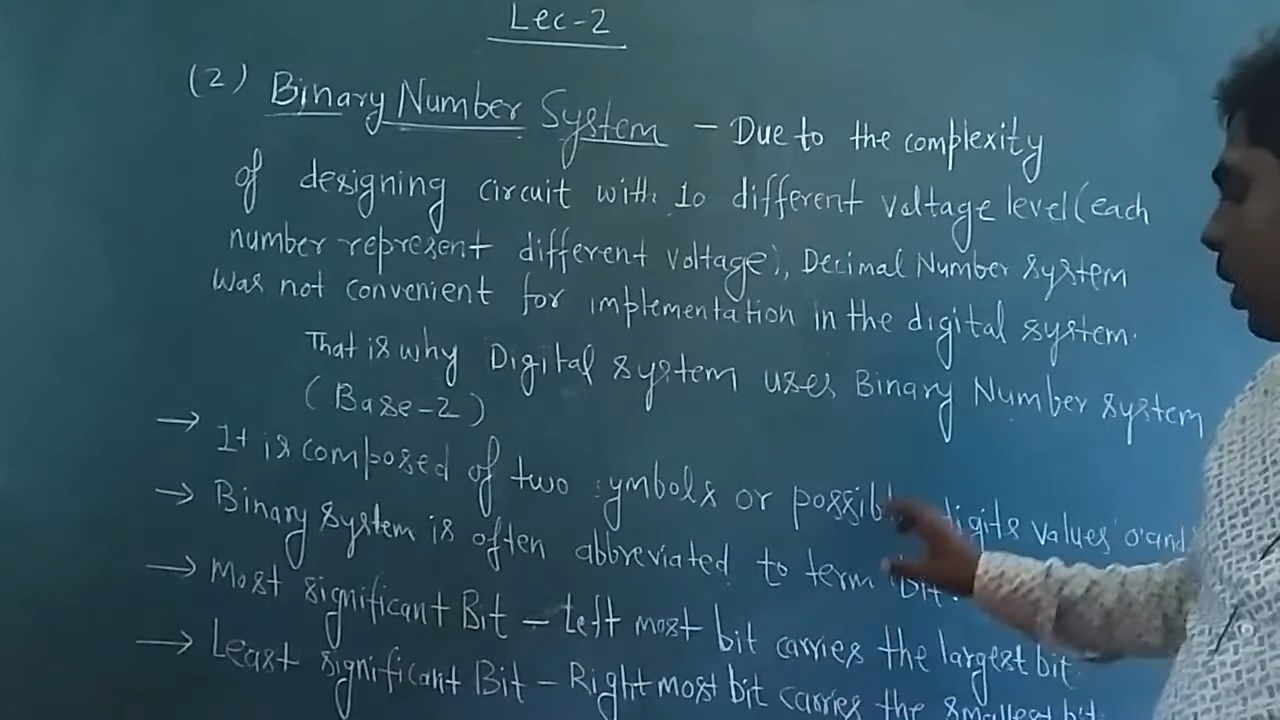 Lec-2
(2) Binary Number System - Due to the complexity
of designing circuit with 10 different voltage level (each
number represent different voltage), Decimal Number system
was not convenient for implementation in the digital system.
That is why Digital system uses Binary Number system
(Base-2)
→ It is composed of two symbols or possible digits values '0' and
→ Binary system is often abbreviated to term 'Bit'.
→ Most significant Bit - Left most bit carries the largest bit.
→ Least significant Bit - Right most bit carries the smallest bit.